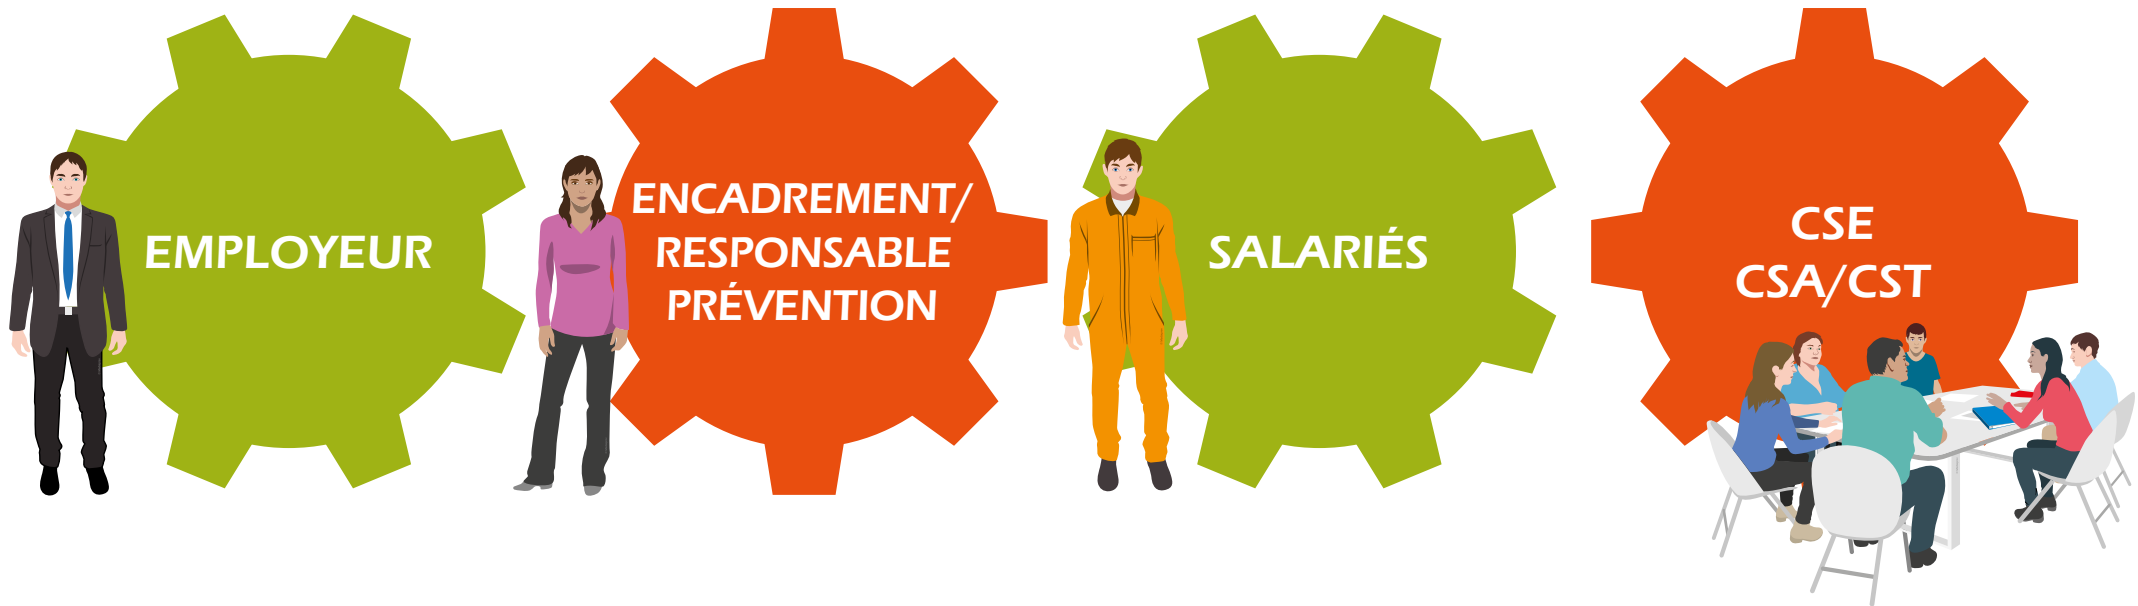 EMPLOYEUR
ENCADREMENT/
RESPONSABLE
PRÉVENTION
SALARIÉS
CSE
CSA/CST